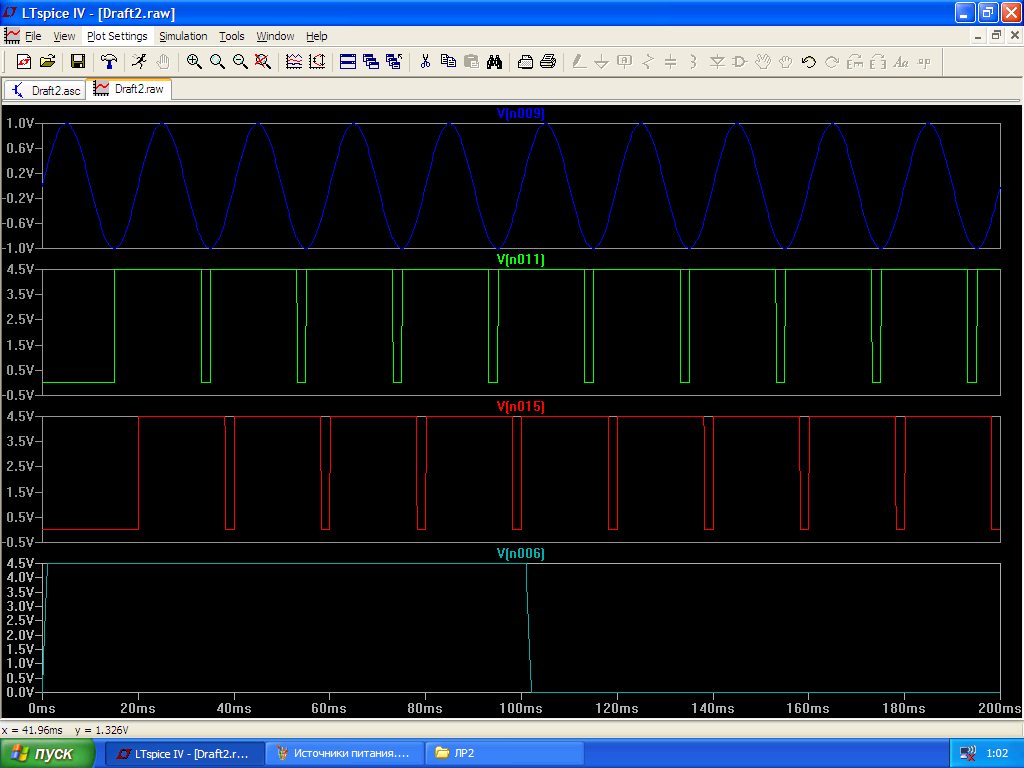 LTspice IV - [Draft2.raw]
File View Plot Settings Simulation Tools Window Help
Draft2.asc Draft2.raw
V(n009)
1.0V
0.6V
0.2V
-0.2V
-0.6V
-1.0V
V(n011)
4.5V
3.5V
2.5V
1.5V
0.5V
-0.5V
V(n015)
4.5V
3.5V
2.5V
1.5V
0.5V
-0.5V
V(n006)
4.5V
4.0V
3.5V
3.0V
2.5V
2.0V
1.5V
1.0V
0.5V
0.0V
0ms 20ms 40ms 60ms 80ms 100ms 120ms 140ms 160ms 180ms 200ms
x = 41.96ms y = 1.326V
пуск LTspice IV - [Draft2.r... Источники питания.... ЛР2 1:02